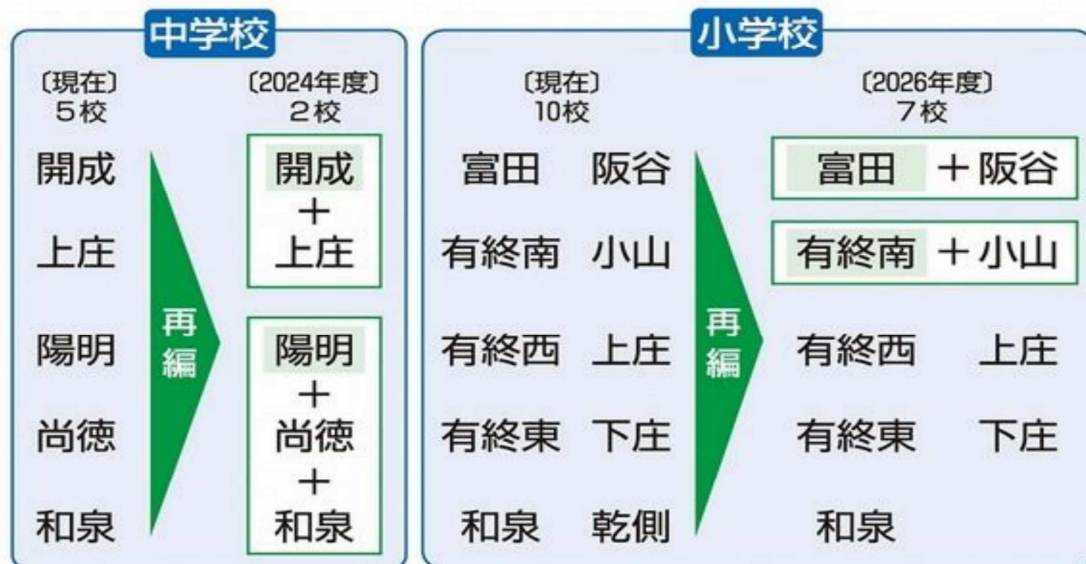 中学校
〔現在〕
5校
開成
上庄
陽明
尚徳
和泉
再編
〔2024年度〕
2校
開成
+
上庄
陽明
+
尚徳
+
和泉
小学校
〔現在〕
10校
富田 阪谷
有終南 小山
有終西 上庄
有終東 下庄
和泉 乾側
再編
〔2026年度〕
7校
富田 +阪谷
有終南 +小山
有終西 上庄
有終東 下庄
和泉